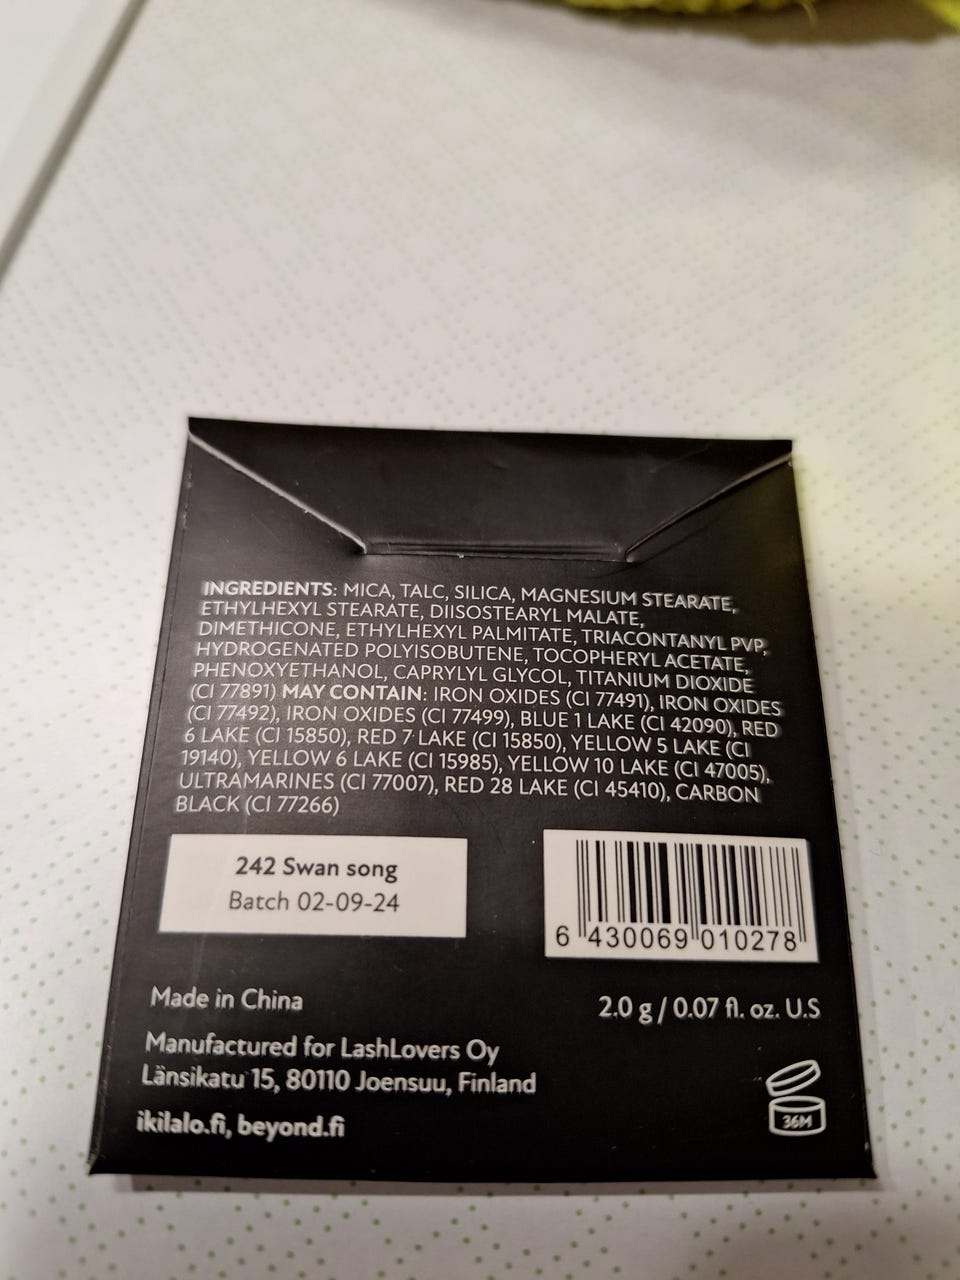 INGREDIENTS: MICA, TALC, SILICA, MAGNESIUM STEARATE,
ETHYLHEXYL STEARATE, DIISOSTEARYL MALATE,
DIMETHICONE, ETHYLHEXYL PALMITATE, TRIACONTANYL PVP,
HYDROGENATED POLYISOBUTENE, TOCOPHERYL ACETATE,
PHENOXYETHANOL, CAPRYLYL GLYCOL, TITANIUM DIOXIDE
(CI 77891) MAY CONTAIN: IRON OXIDES (CI 77491), IRON OXIDES
(CI 77492), IRON OXIDES (CI 77499), BLUE 1 LAKE (CI 42090), RED
6 LAKE (CI 15850), RED 7 LAKE (CI 15850), YELLOW 5 LAKE (CI
19140), YELLOW 6 LAKE (CI 15985), YELLOW 10 LAKE (CI 47005),
ULTRAMARINES (CI 77007), RED 28 LAKE (CI 45410), CARBON
BLACK (CI 77266)
242 Swan song
Batch 02-09-24
6 430069 010278
Made in China
2.0 g / 0.07 fl. oz. U.S
Manufactured for LashLovers Oy
Länsikatu 15, 80110 Joensuu, Finland
ikilalo.fi, beyond.fi
36M